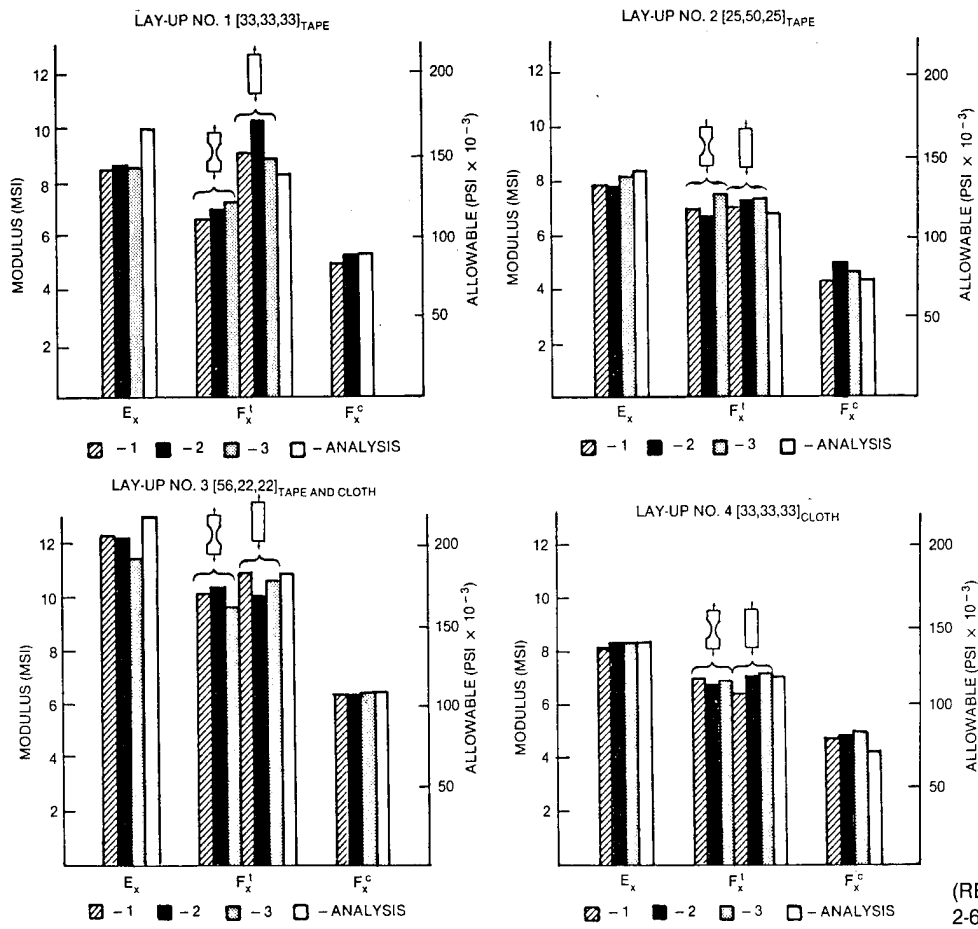 LAY-UP NO. 1 [33,33,33]TAPE
MODULUS (MSI)
12
10
8
6
4
2
200
150
100
50
ALLOWABLE (PSI × 10⁻³)
Ex
Fxt
Fxc
– 1 – 2 – 3 – ANALYSIS
LAY-UP NO. 2 [25,50,25]TAPE
MODULUS (MSI)
12
10
8
6
4
2
200
150
100
50
ALLOWABLE (PSI × 10⁻³)
Ex
Fxt
Fxc
– 1 – 2 – 3 – ANALYSIS
LAY-UP NO. 3 [56,22,22]TAPE AND CLOTH
MODULUS (MSI)
12
10
8
6
4
2
200
150
100
50
ALLOWABLE (PSI × 10⁻³)
Ex
Fxt
Fxc
– 1 – 2 – 3 – ANALYSIS
LAY-UP NO. 4 [33,33,33]CLOTH
MODULUS (MSI)
12
10
8
6
4
2
200
150
100
50
ALLOWABLE (PSI × 10⁻³)
Ex
Fxt
Fxc
– 1 – 2 – 3 – ANALYSIS
(RE
2-6